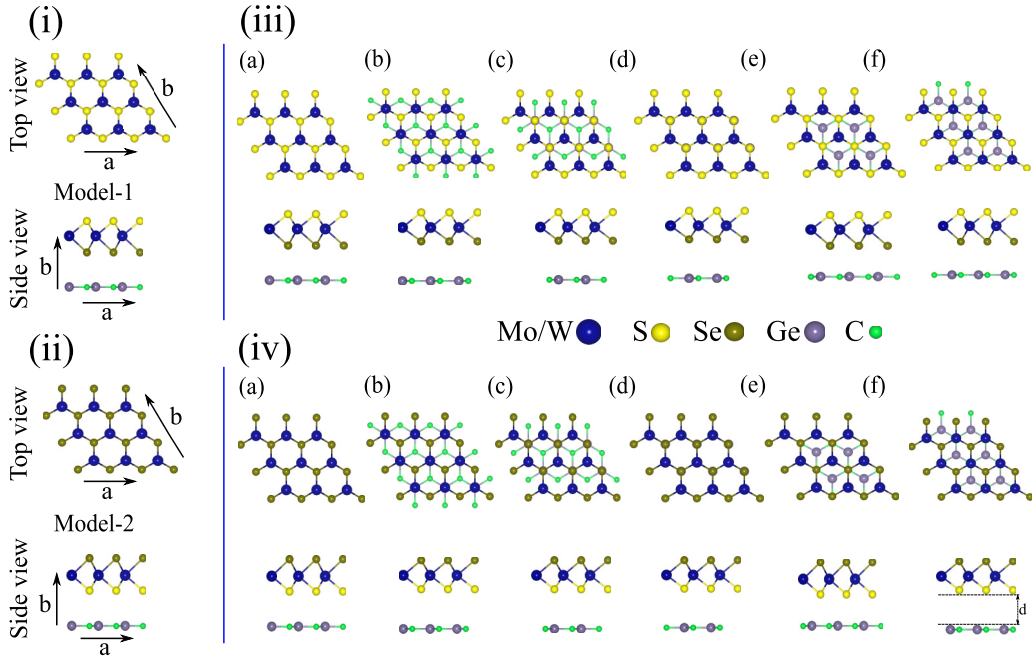 (i)
Top view
b
a
Model-1
Side view
b
a
(ii)
Top view
b
a
Model-2
Side view
b
a
(iii)
(a) (b) (c) (d) (e) (f)
Mo/W S Se Ge C
(iv)
(a) (b) (c) (d) (e) (f)
d